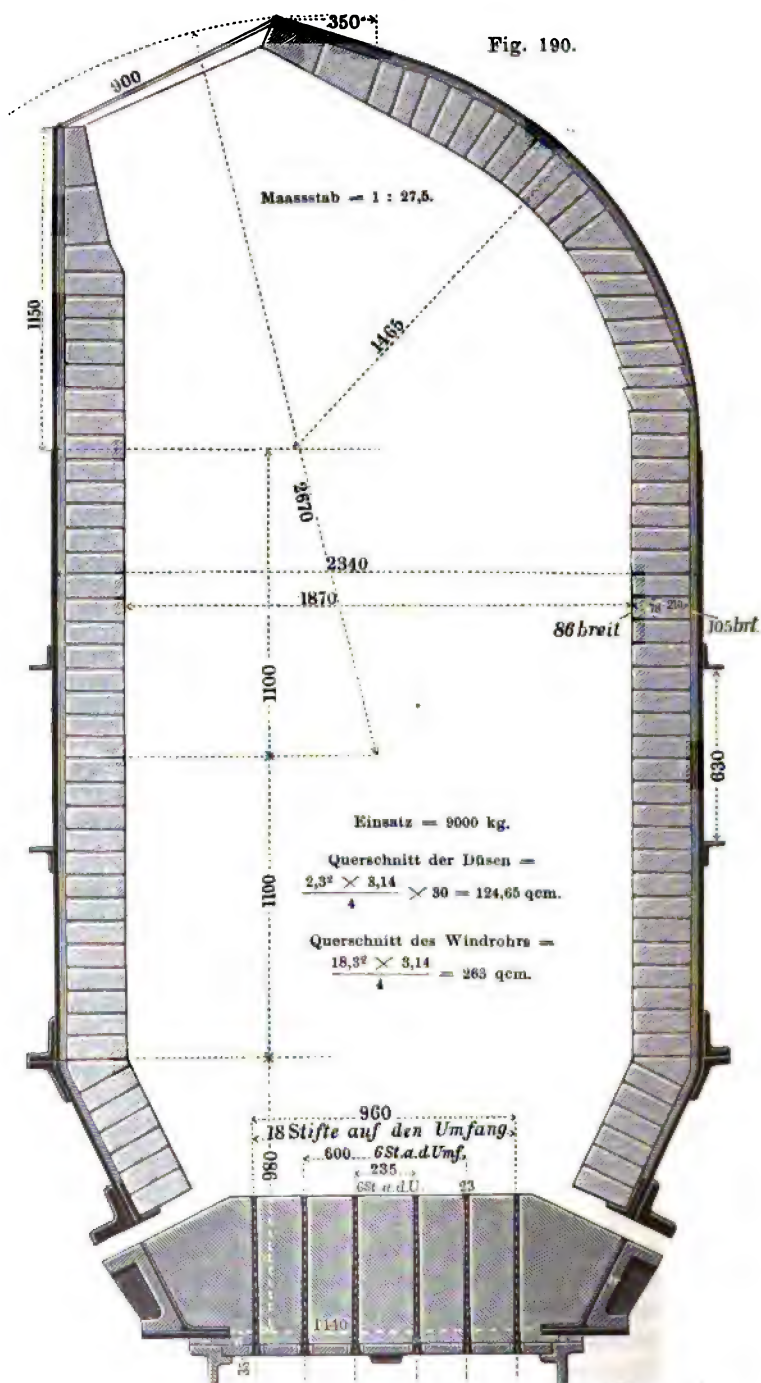 350
Fig. 190.
900
Maassstab = 1 : 27,5.
1150
1465
2670
2340
1870
86 breit
78
210
105 brt.
1100
630
Einsatz = 9000 kg.
Querschnitt der Düsen =
2,3² × 3,14
4
× 30 = 124,65 qcm.
1100
Querschnitt des Windrohrs =
18,3² × 3,14
4
= 263 qcm.
960
18 Stifte auf den Umfang.
600 6 St. a. d. Umf.
980
235
6 St. a. d. U. 23
1140
35